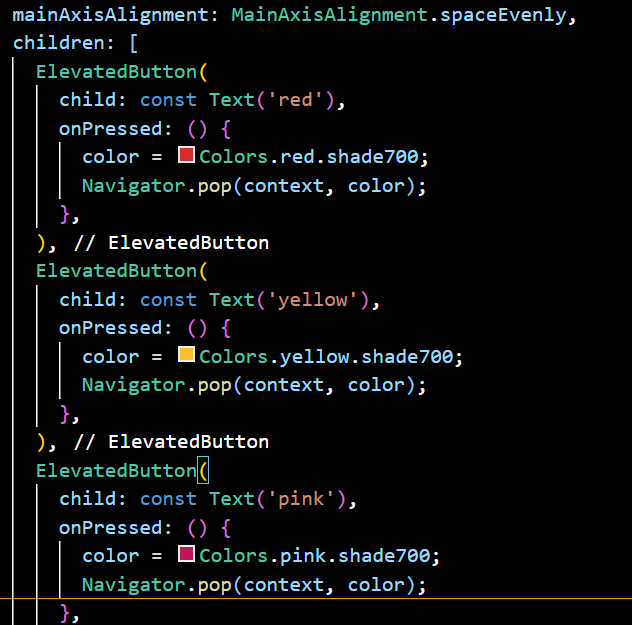 mainAxisAlignment: MainAxisAlignment.spaceEvenly,
children: [
ElevatedButton(
child: const Text('red'),
onPressed: () {
color = Colors.red.shade700;
Navigator.pop(context, color);
},
), // ElevatedButton
ElevatedButton(
child: const Text('yellow'),
onPressed: () {
color = Colors.yellow.shade700;
Navigator.pop(context, color);
},
), // ElevatedButton
ElevatedButton(
child: const Text('pink'),
onPressed: () {
color = Colors.pink.shade700;
Navigator.pop(context, color);
},